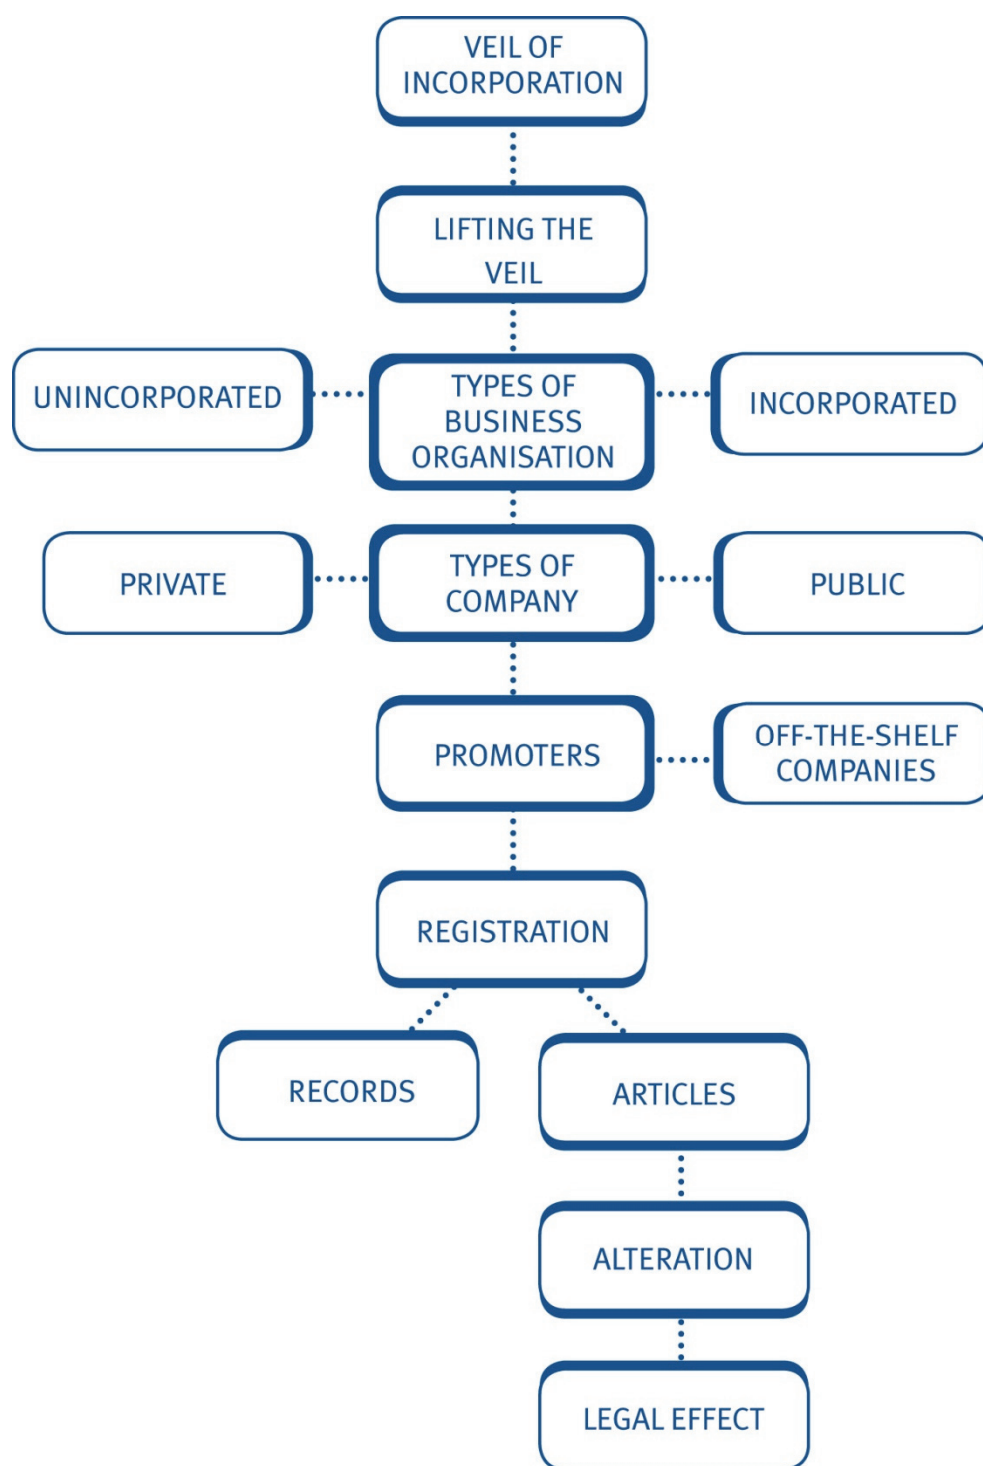 VEIL OF
INCORPORATION
LIFTING THE
VEIL
UNINCORPORATED
TYPES OF
BUSINESS
ORGANISATION
INCORPORATED
PRIVATE
TYPES OF
COMPANY
PUBLIC
PROMOTERS
OFF-THE-SHELF
COMPANIES
REGISTRATION
RECORDS
ARTICLES
ALTERATION
LEGAL EFFECT